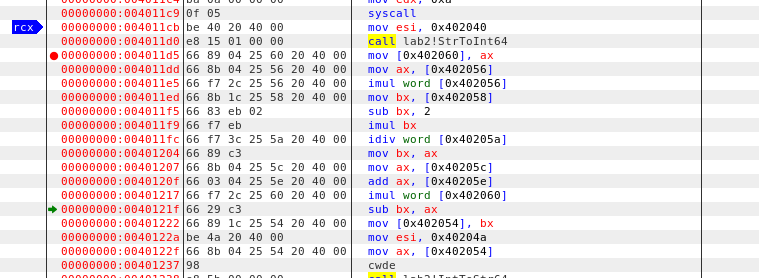 mov edx, 0xa
00000000:004011c9 0f 05 syscall
rcx 00000000:004011cb be 40 20 40 00 mov esi, 0x402040
00000000:004011d0 e8 15 01 00 00 call lab2!StrToInt64
00000000:004011d5 66 89 04 25 60 20 40 00 mov [0x402060], ax
00000000:004011dd 66 8b 04 25 56 20 40 00 mov ax, [0x402056]
00000000:004011e5 66 f7 2c 25 56 20 40 00 imul word [0x402056]
00000000:004011ed 66 8b 1c 25 58 20 40 00 mov bx, [0x402058]
00000000:004011f5 66 83 eb 02 sub bx, 2
00000000:004011f9 66 f7 eb imul bx
00000000:004011fc 66 f7 3c 25 5a 20 40 00 idiv word [0x40205a]
00000000:00401204 66 89 c3 mov bx, ax
00000000:00401207 66 8b 04 25 5c 20 40 00 mov ax, [0x40205c]
00000000:0040120f 66 03 04 25 5e 20 40 00 add ax, [0x40205e]
00000000:00401217 66 f7 2c 25 60 20 40 00 imul word [0x402060]
00000000:0040121f 66 29 c3 sub bx, ax
00000000:00401222 66 89 1c 25 54 20 40 00 mov [0x402054], bx
00000000:0040122a be 4a 20 40 00 mov esi, 0x40204a
00000000:0040122f 66 8b 04 25 54 20 40 00 mov ax, [0x402054]
00000000:00401237 98 cwde